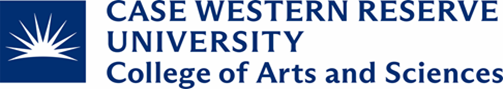 CASE WESTERN RESERVE
UNIVERSITY
College of Arts and Sciences